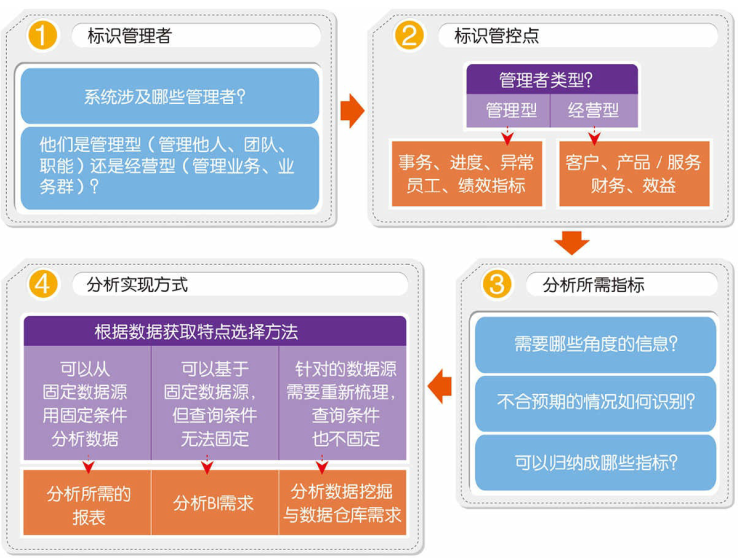 1 标识管理者
系统涉及哪些管理者？
他们是管理型（管理他人、团队、
职能）还是经营型（管理业务、业
务群）？
2 标识管控点
管理者类型？
管理型 经营型
事务、进度、异常
员工、绩效指标
客户、产品/服务
财务、效益
3 分析所需指标
需要哪些角度的信息？
不合预期的情况如何识别？
可以归纳成哪些指标？
4 分析实现方式
根据数据获取特点选择方法
可以从
固定数据源
用固定条件
分析数据
可以基于
固定数据源，
但查询条件
无法固定
针对的数据源
需要重新梳理，
查询条件
也不固定
分析所需的
报表
分析BI需求
分析数据挖掘
与数据仓库需求